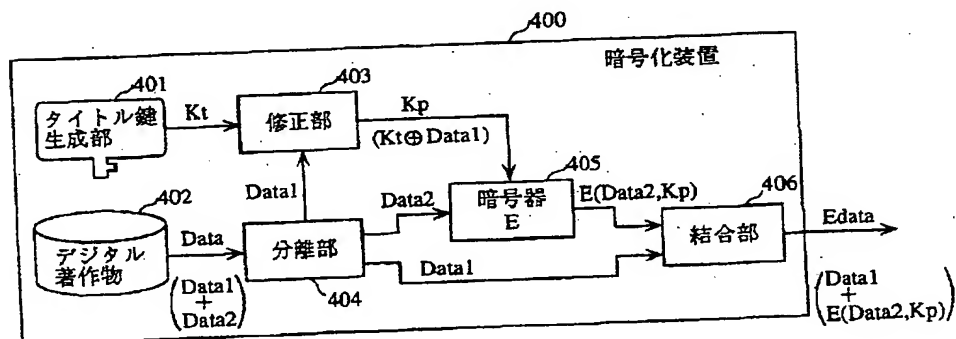 400
暗号化装置
401
タイトル鍵
生成部
Kt
403
修正部
Kp
(Kt⊕Data1)
Data1
402
デジタル
著作物
Data
(Data1
+
Data2)
分離部
404
Data2
405
暗号器
E
E(Data2,Kp)
Data1
406
結合部
Edata
(Data1
+
E(Data2,Kp))